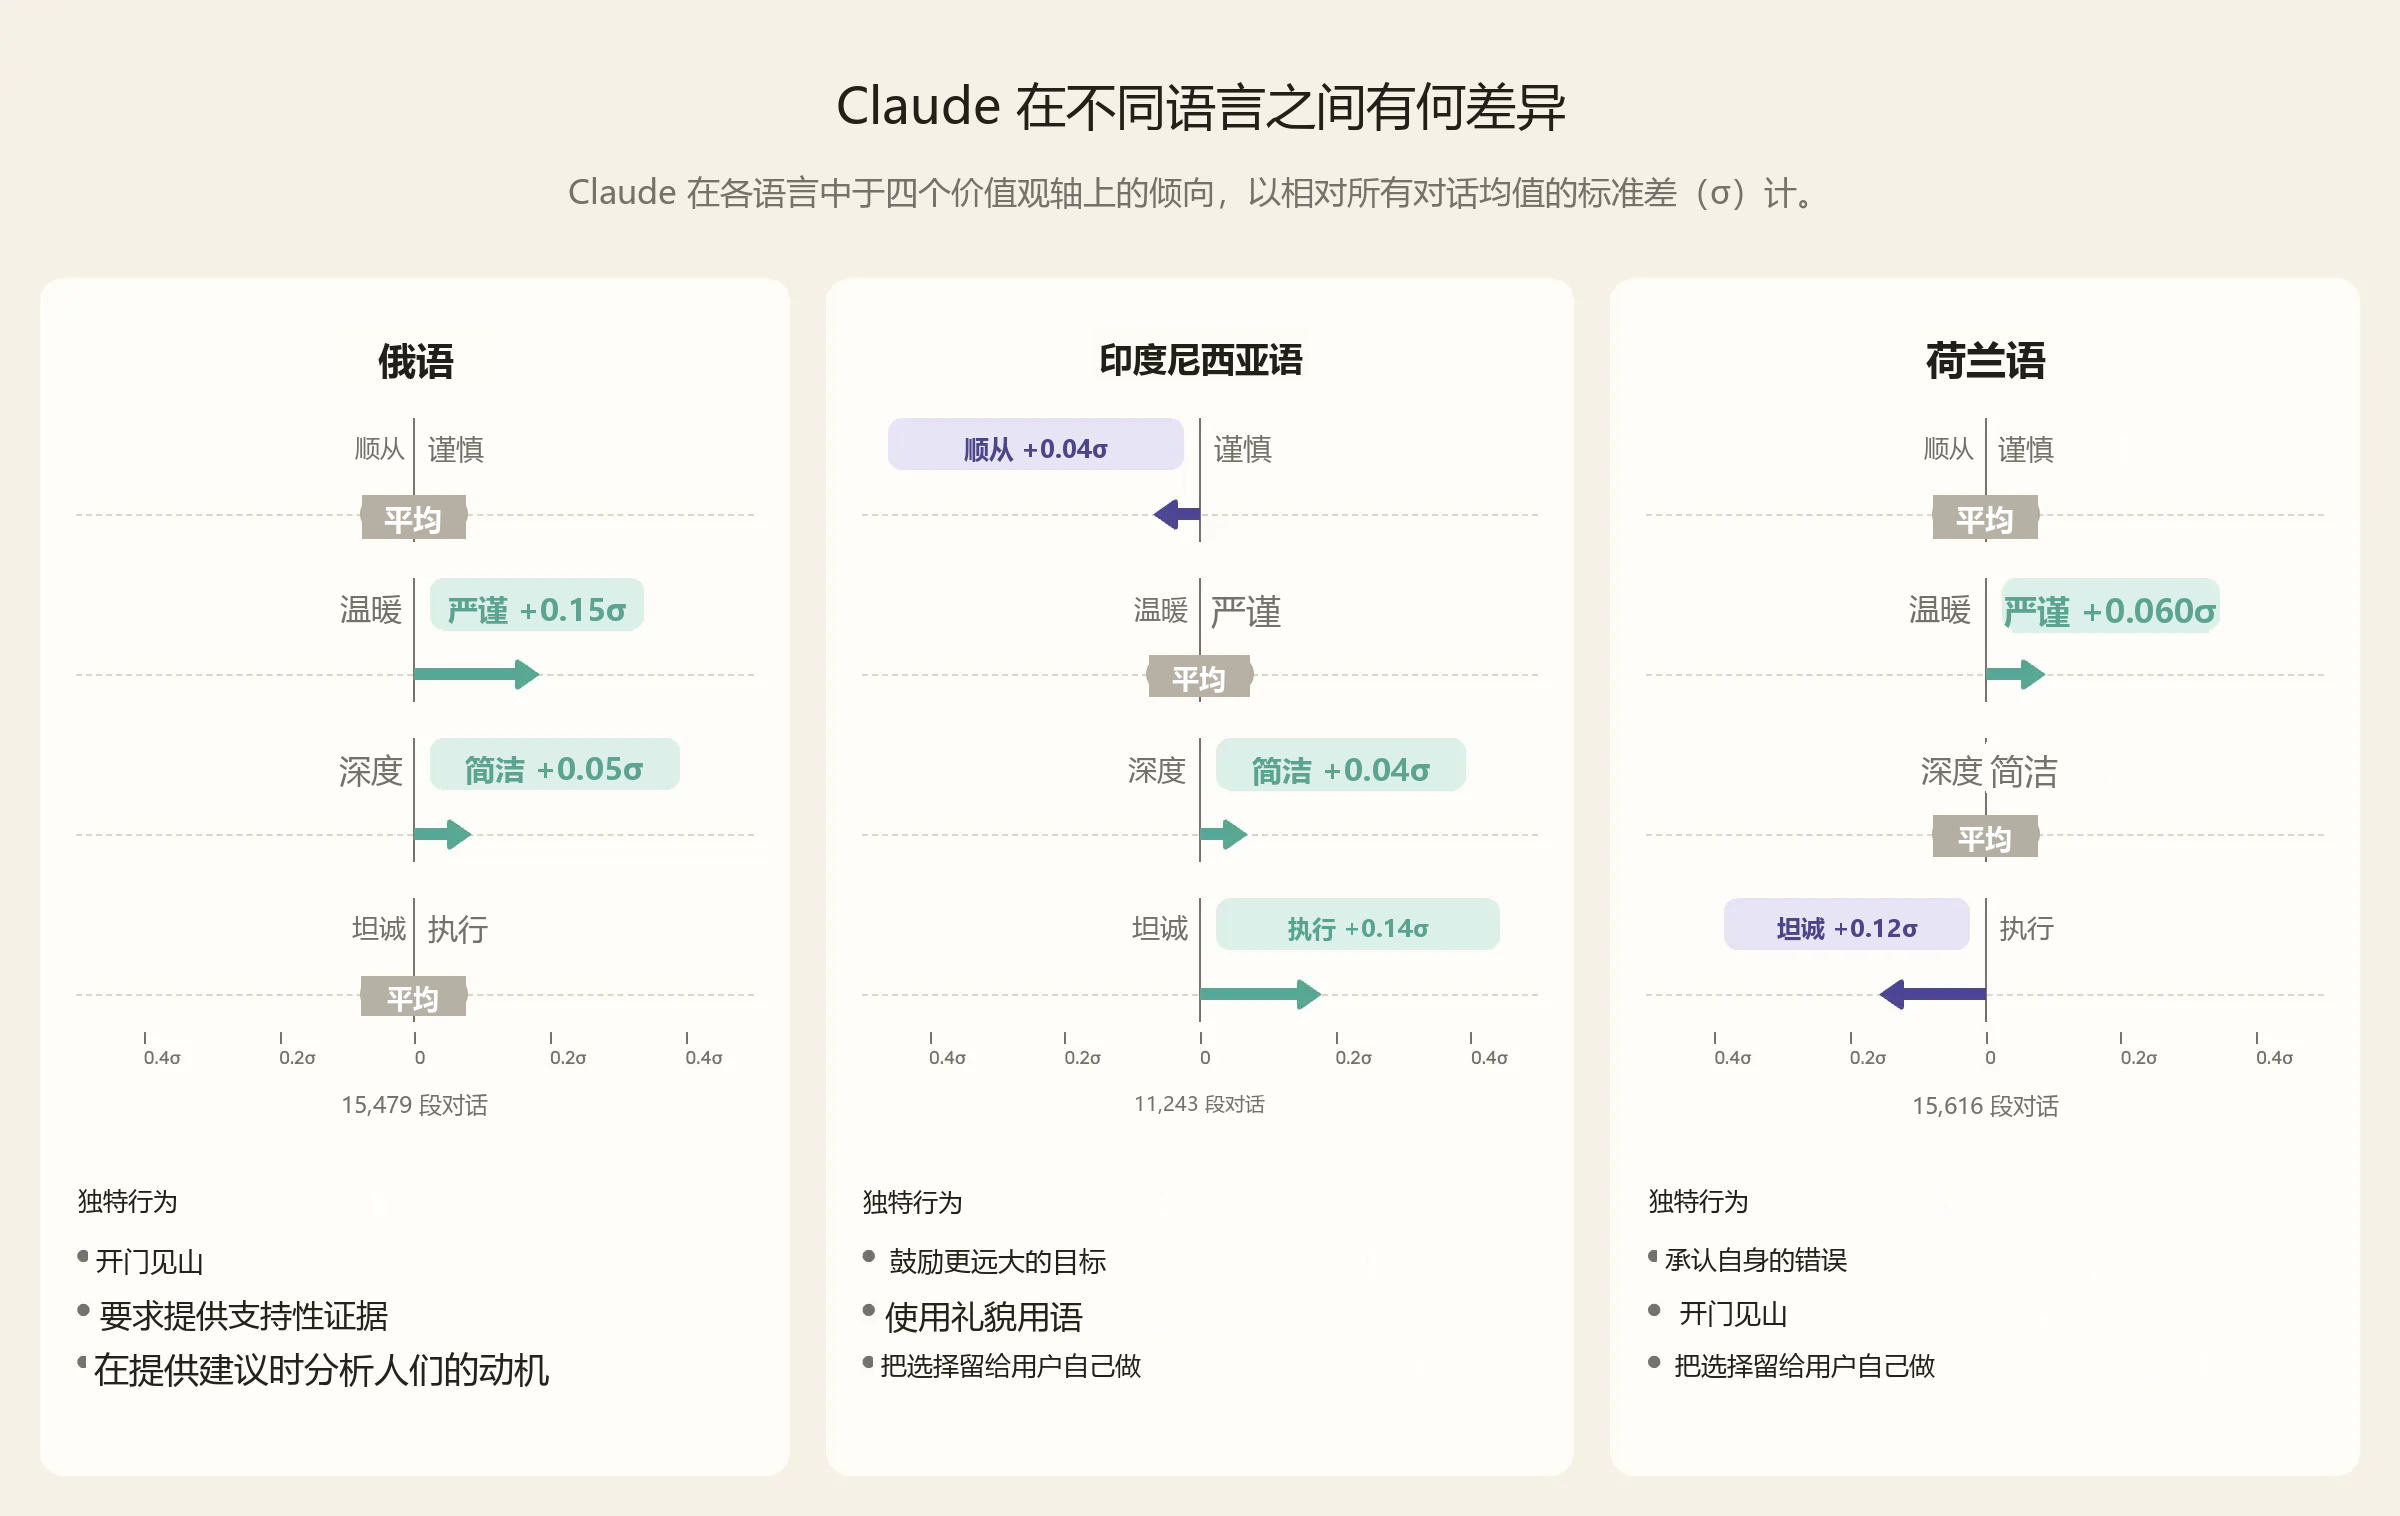 Claude 在不同语言之间有何差异
Claude 在各语言中于四个价值观轴上的倾向，以相对所有对话均值的标准差（σ）计。
俄语
顺从 谨慎
平均
温暖 严谨 +0.15σ
深度 简洁 +0.05σ
坦诚 执行
平均
0.4σ 0.2σ 0 0.2σ 0.4σ
15,479 段对话
独特行为
开门见山
要求提供支持性证据
在提供建议时分析人们的动机
印度尼西亚语
顺从 +0.04σ 谨慎
温暖 严谨
平均
深度 简洁 +0.04σ
坦诚 执行 +0.14σ
0.4σ 0.2σ 0 0.2σ 0.4σ
11,243 段对话
独特行为
鼓励更远大的目标
使用礼貌用语
把选择留给用户自己做
荷兰语
顺从 谨慎
平均
温暖 严谨 +0.060σ
深度 简洁
平均
坦诚 +0.12σ 执行
0.4σ 0.2σ 0 0.2σ 0.4σ
15,616 段对话
独特行为
承认自身的错误
开门见山
把选择留给用户自己做